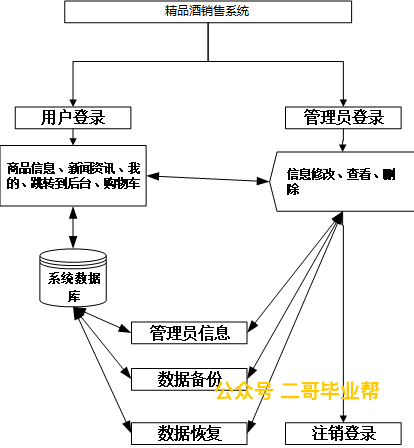 精品酒销售系统
用户登录
管理员登录
商品信息、新闻资讯、我
的、跳转到后台、购物车
信息修改、查看、删
除
系统数据
库
管理员信息
数据备份
公众号 二哥毕业帮
数据恢复
注销登录